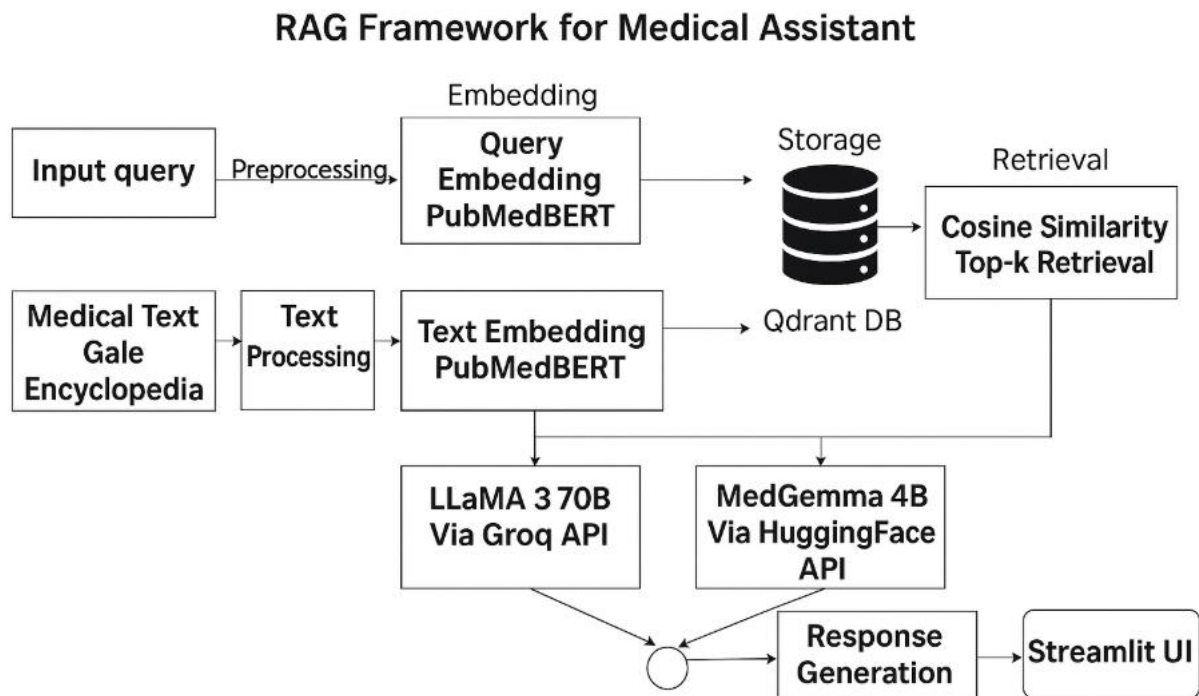 RAG Framework for Medical Assistant
Embedding
Input query
Preprocessing
Query
Embedding
PubMedBERT
Storage
Qdrant DB
Retrieval
Cosine Similarity
Top-k Retrieval
Medical Text
Gale
Encyclopedia
Text
Processing
Text Embedding
PubMedBERT
LLaMA 3 70B
Via Groq API
MedGemma 4B
Via HuggingFace
API
Response
Generation
Streamlit UI